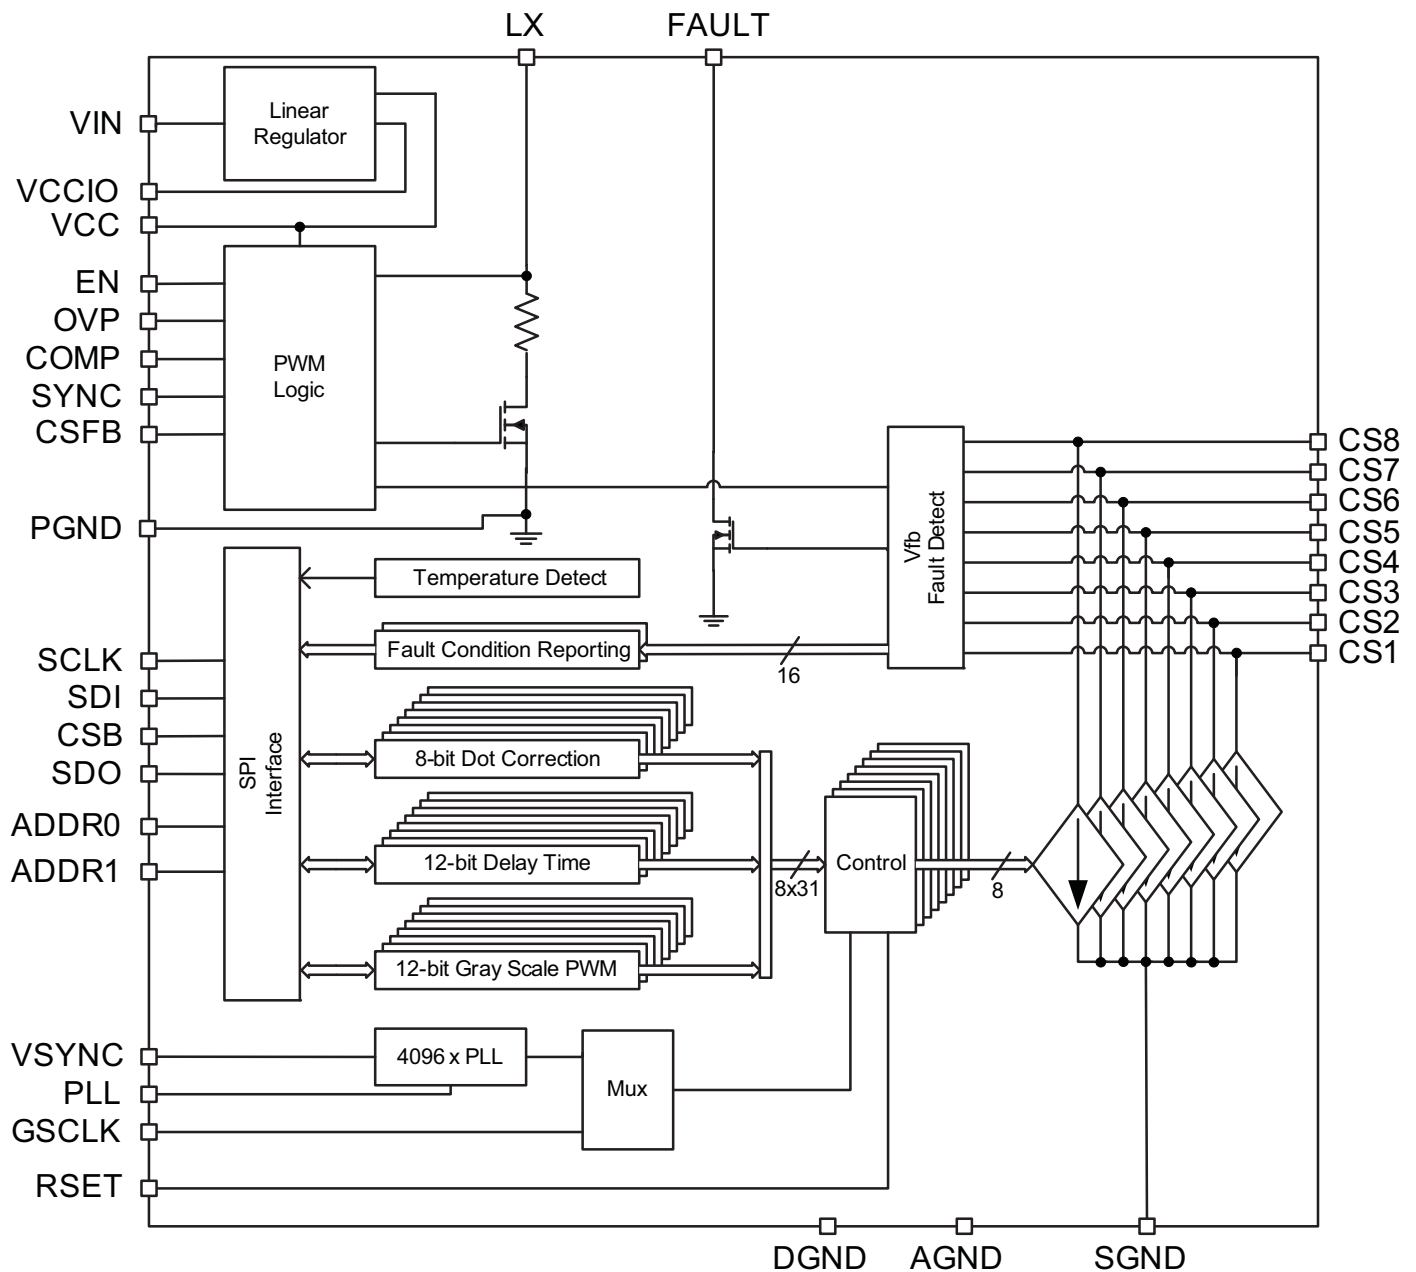 LX
FAULT
VIN
Linear
Regulator
VCCIO
VCC
EN
OVP
COMP
SYNC
CSFB
PWM
Logic
PGND
Vfb
Fault Detect
CS8
CS7
CS6
CS5
CS4
CS3
CS2
CS1
Temperature Detect
Fault Condition Reporting
16
SCLK
SDI
CSB
SDO
ADDR0
ADDR1
SPI
Interface
8-bit Dot Correction
12-bit Delay Time
12-bit Gray Scale PWM
8x31
Control
8
VSYNC
PLL
GSCLK
RSET
4096 x PLL
Mux
DGND
AGND
SGND